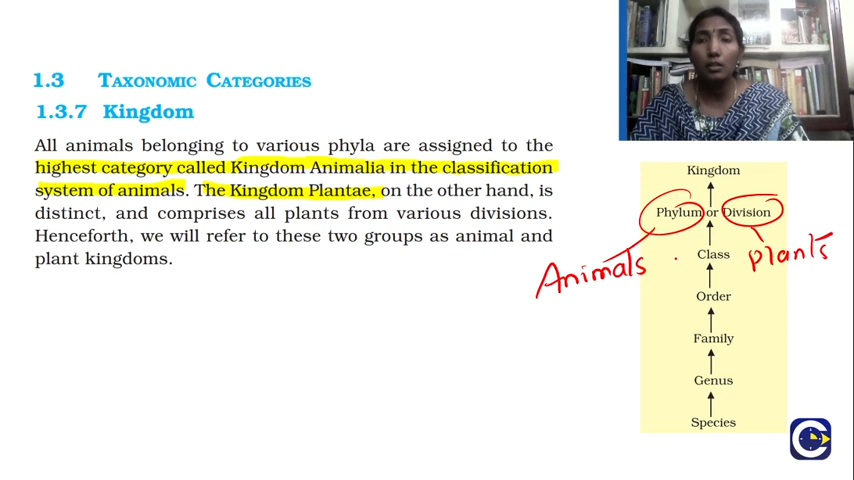 1.3 TAXONOMIC CATEGORIES
1.3.7 Kingdom
All animals belonging to various phyla are assigned to the
highest category called Kingdom Animalia in the classification
system of animals. The Kingdom Plantae, on the other hand, is
distinct, and comprises all plants from various divisions.
Henceforth, we will refer to these two groups as animal and
plant kingdoms.
Kingdom
Phylum or Division
Animals
Class
plants
Order
Family
Genus
Species